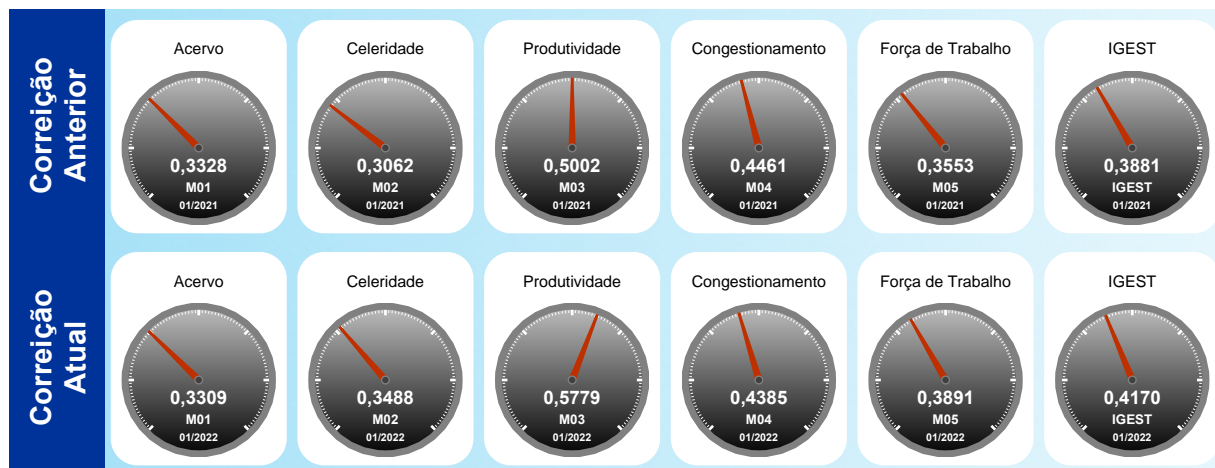 Correição
Anterior
Acervo
0,3328
M01
01/2021
Celeridade
0,3062
M02
01/2021
Produtividade
0,5002
M03
01/2021
Congestionamento
0,4461
M04
01/2021
Força de Trabalho
0,3553
M05
01/2021
IGEST
0,3881
IGEST
01/2021
Correição
Atual
Acervo
0,3309
M01
01/2022
Celeridade
0,3488
M02
01/2022
Produtividade
0,5779
M03
01/2022
Congestionamento
0,4385
M04
01/2022
Força de Trabalho
0,3891
M05
01/2022
IGEST
0,4170
IGEST
01/2022